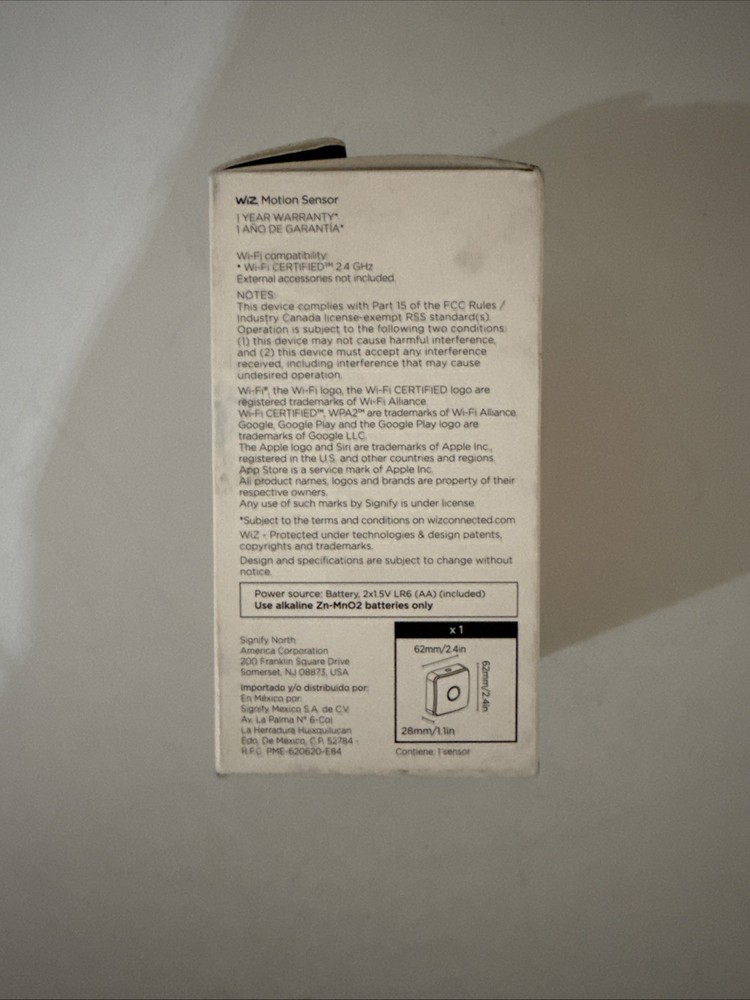 WiZ Motion Sensor
1 YEAR WARRANTY*
1 AÑO DE GARANTÍA*
Wi-Fi compatibility:
• Wi-Fi CERTIFIED™ 2.4 GHz
External accessories not included.
NOTES:
This device complies with Part 15 of the FCC Rules /
Industry Canada license-exempt RSS standard(s).
Operation is subject to the following two conditions:
(1) this device may not cause harmful interference,
and (2) this device must accept any interference
received, including interference that may cause
undesired operation.
Wi-Fi®, the Wi-Fi logo, the Wi-Fi CERTIFIED logo are
registered trademarks of Wi-Fi Alliance.
Wi-Fi CERTIFIED™, WPA2™ are trademarks of Wi-Fi Alliance.
Google, Google Play and the Google Play logo are
trademarks of Google LLC.
The Apple logo and Siri are trademarks of Apple Inc.,
registered in the U.S. and other countries and regions.
App Store is a service mark of Apple Inc.
All product names, logos and brands are property of their
respective owners.
Any use of such marks by Signify is under license.
*Subject to the terms and conditions on wizconnected.com
WiZ - Protected under technologies & design patents,
copyrights and trademarks.
Design and specifications are subject to change without
notice.
Power source: Battery, 2x1.5V LR6 (AA) (included)
Use alkaline Zn-MnO2 batteries only
Signify North
America Corporation
200 Franklin Square Drive
Somerset, NJ 08873, USA
Importado y/o distribuido por:
En México por:
Signify Mexico S.A. de C.V.
Av. La Palma N° 6-Col.
La Herradura Huixquilucan
Edo. De México, C.P. 52784 -
R.F.C. PME-620620-E84
x 1
62mm/2.4in
62mm/2.4in
28mm/1.1in
Contiene: 1 sensor